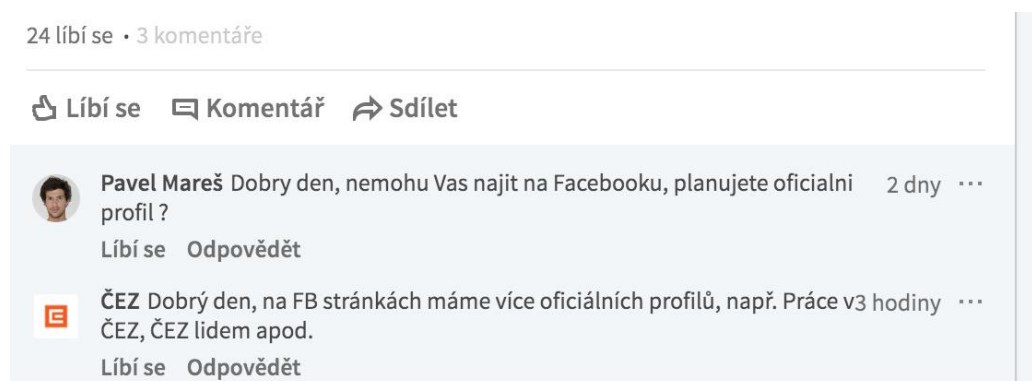 24 líbí se • 3 komentáře
Líbí se Komentář Sdílet
Pavel Mareš Dobry den, nemohu Vas najit na Facebooku, planujete oficialni 2 dny ···
profil ?
Líbí se Odpovědět
ČEZ Dobrý den, na FB stránkách máme více oficiálních profilů, např. Práce v 3 hodiny ···
ČEZ, ČEZ lidem apod.
Líbí se Odpovědět